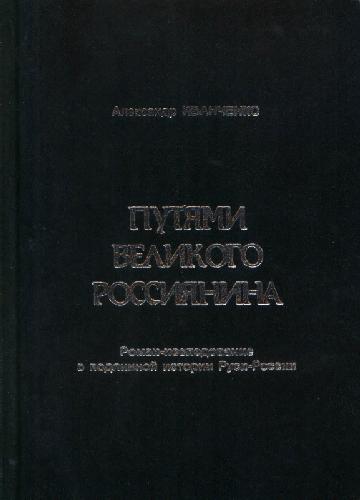 Александр ИВАНЧЕНКО
ПУТЯМИ
ВЕЛИКОГО
РОССИЯНИНА
Роман-исследование
о подлинной истории Руси-России